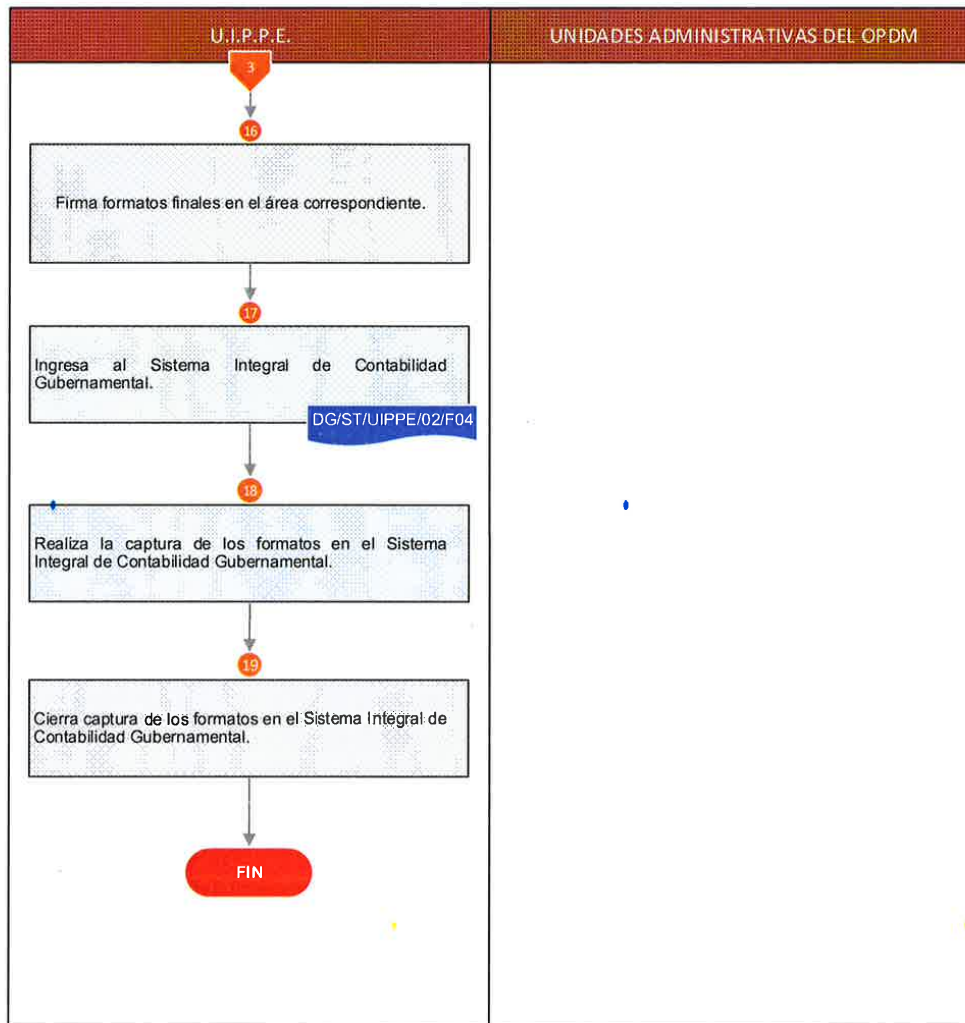 U.I.P.P.E.
UNIDADES ADMINISTRATIVAS DEL OPDM
3
16
Firma formatos finales en el área correspondiente.
17
Ingresa al Sistema Integral de Contabilidad
Gubernamental.
DG/ST/UIPPE/02/F04
18
Realiza la captura de los formatos en el Sistema
Integral de Contabilidad Gubernamental.
19
Cierra captura de los formatos en el Sistema Integral de
Contabilidad Gubernamental.
FIN